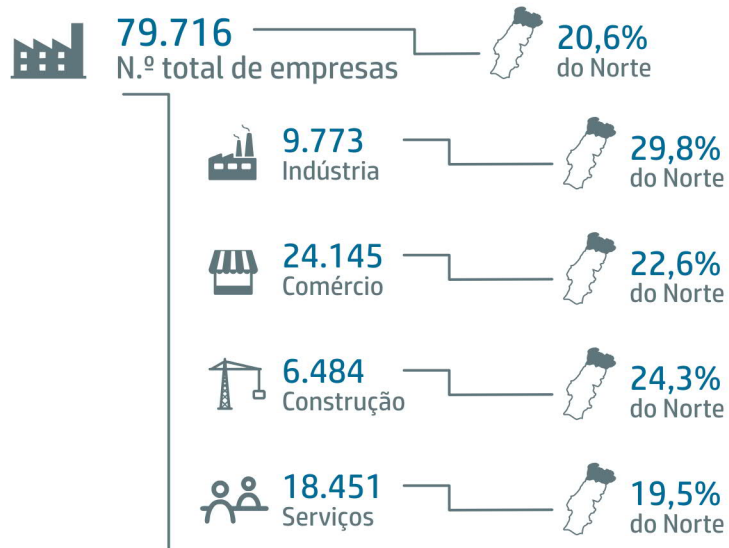 79.716
N.º total de empresas
20,6%
do Norte
9.773
Indústria
29,8%
do Norte
24.145
Comércio
22,6%
do Norte
6.484
Construção
24,3%
do Norte
18.451
Serviços
19,5%
do Norte